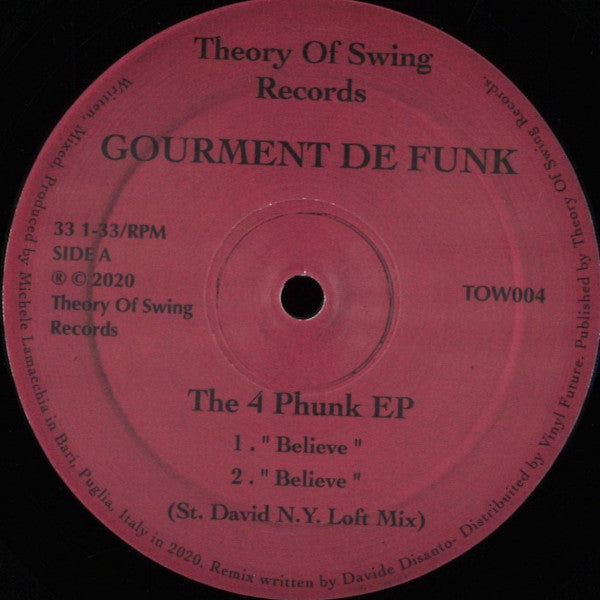 Theory Of Swing
Records
GOURMENT DE FUNK
33 1-33/RPM
SIDE A
® © 2020
Theory Of Swing
Records
TOW004
The 4 Phunk EP
1 . " Believe "
2 . " Believe "
(St. David N.Y. Loft Mix)
Written, Mixed, Produced by Michele Lamacchia in Bari, Puglia, Italy in 2020. Remix written by Davide Disanto- Distribuited by Vinyl Future. Published by Theory Of Swing Records.